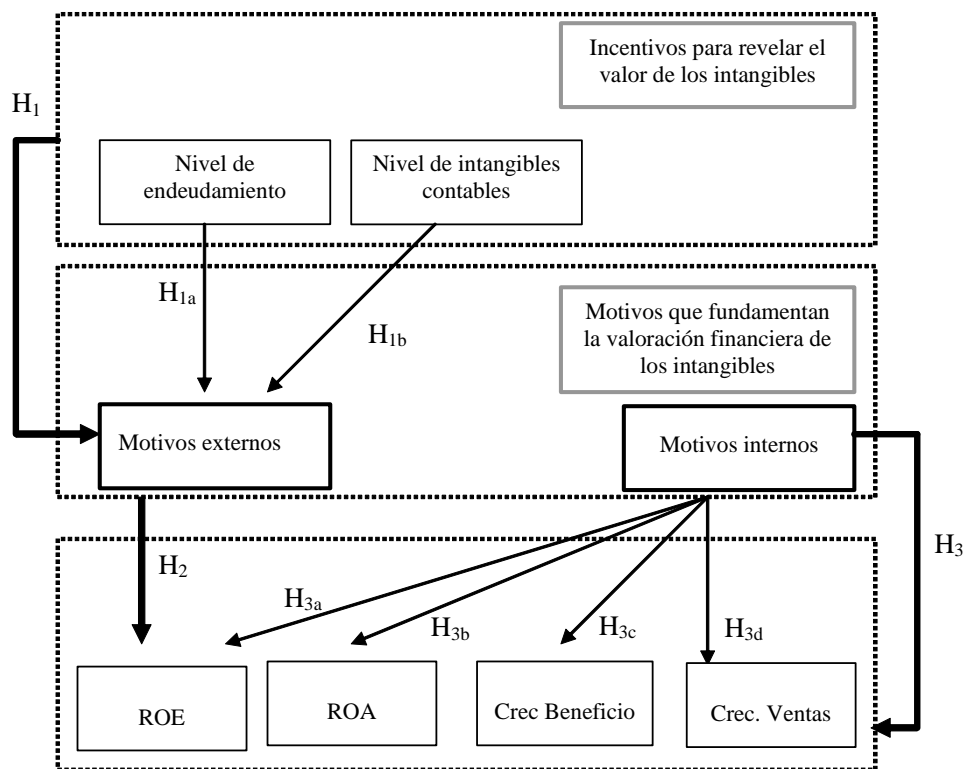 Incentivos para revelar el
valor de los intangibles
H1
Nivel de
endeudamiento
Nivel de intangibles
contables
H1a
H1b
Motivos que fundamentan
la valoración financiera de
los intangibles
Motivos externos
Motivos internos
H2
H3
H3a
H3b
H3c
H3d
ROE
ROA
Crec Beneficio
Crec. Ventas